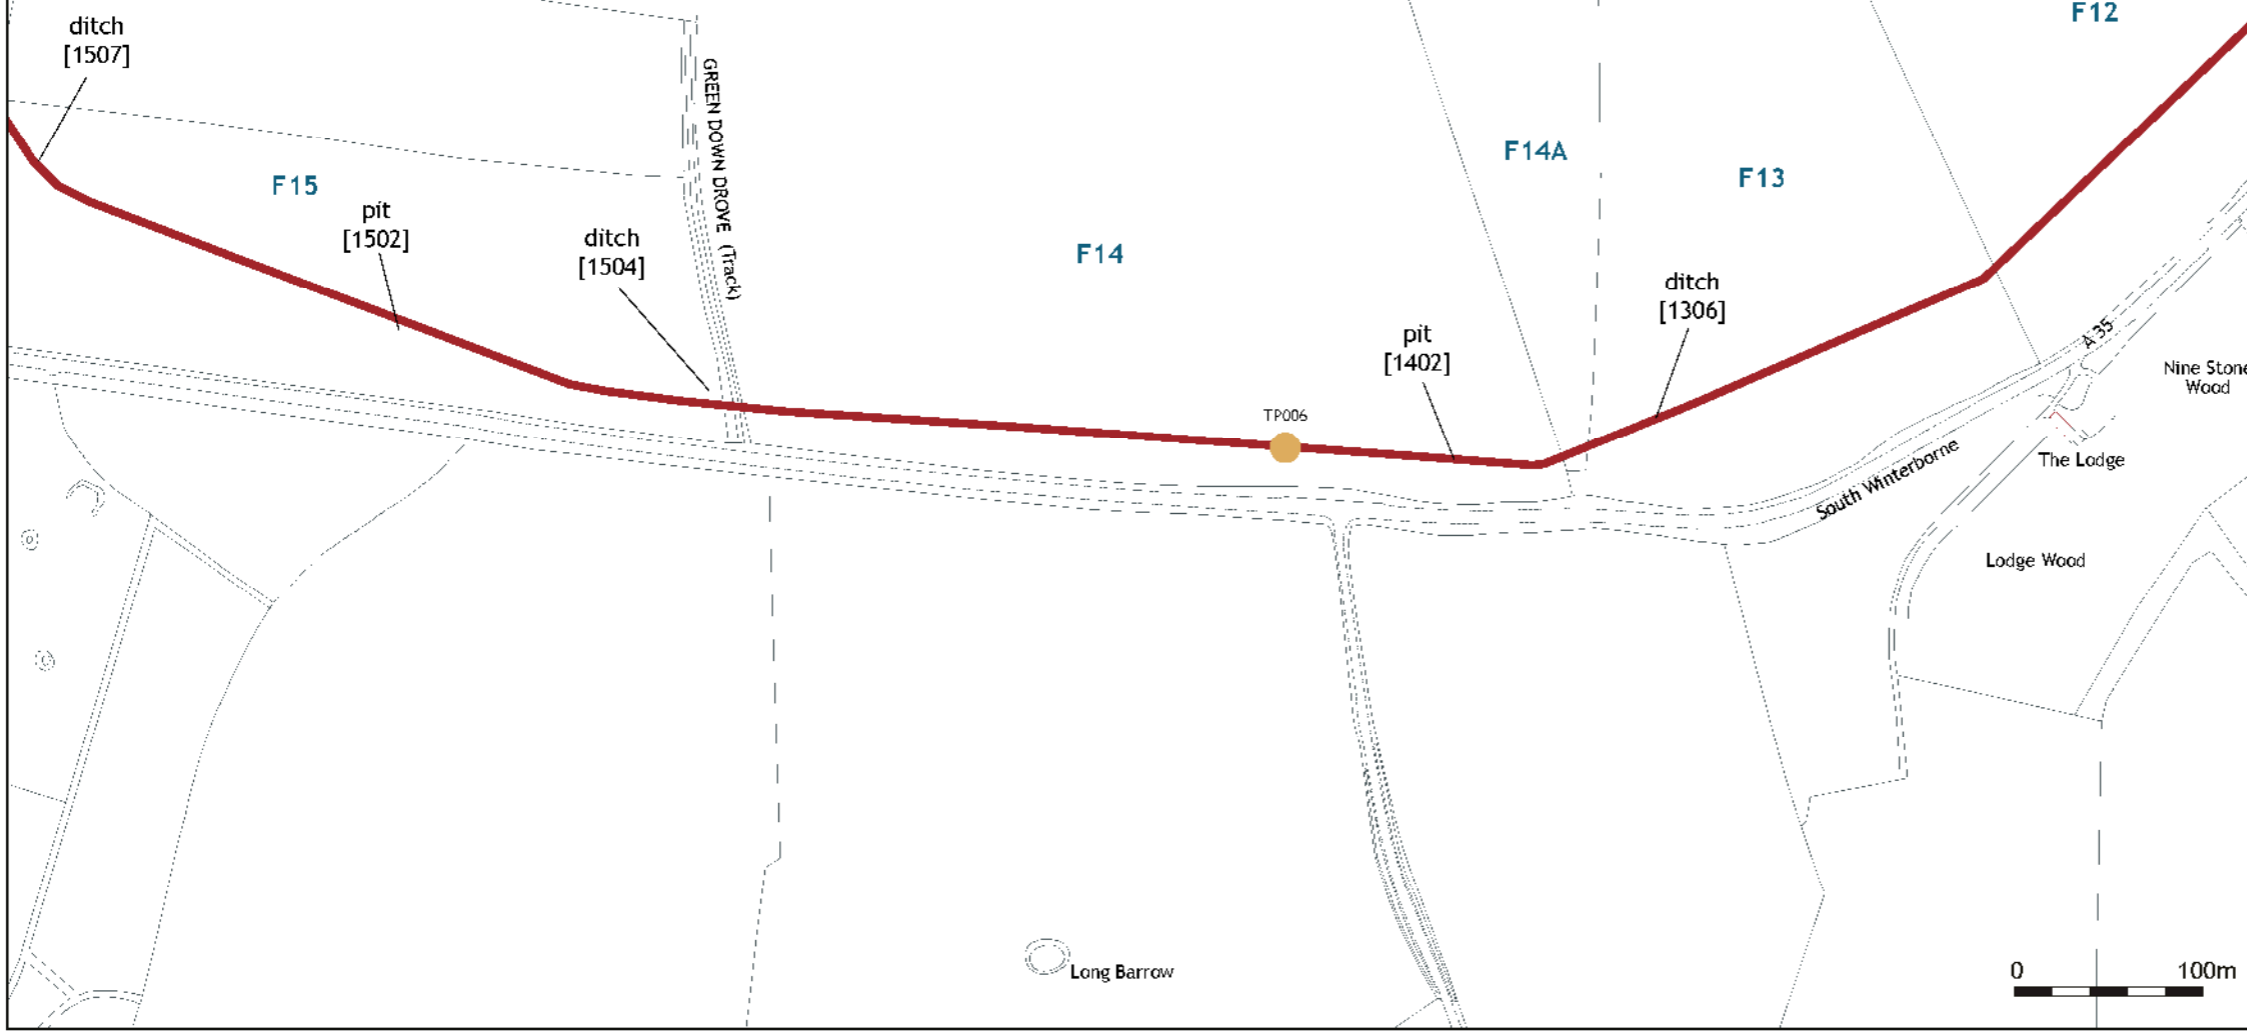 F12
ditch
[1507]
GREEN DOWN DROVE (Track)
F14A
F13
F15
pit
[1502]
ditch
[1504]
F14
ditch
[1306]
pit
[1402]
A 35
Nine Stone
Wood
TP006
The Lodge
South Winterborne
Lodge Wood
Long Barrow
0 100m